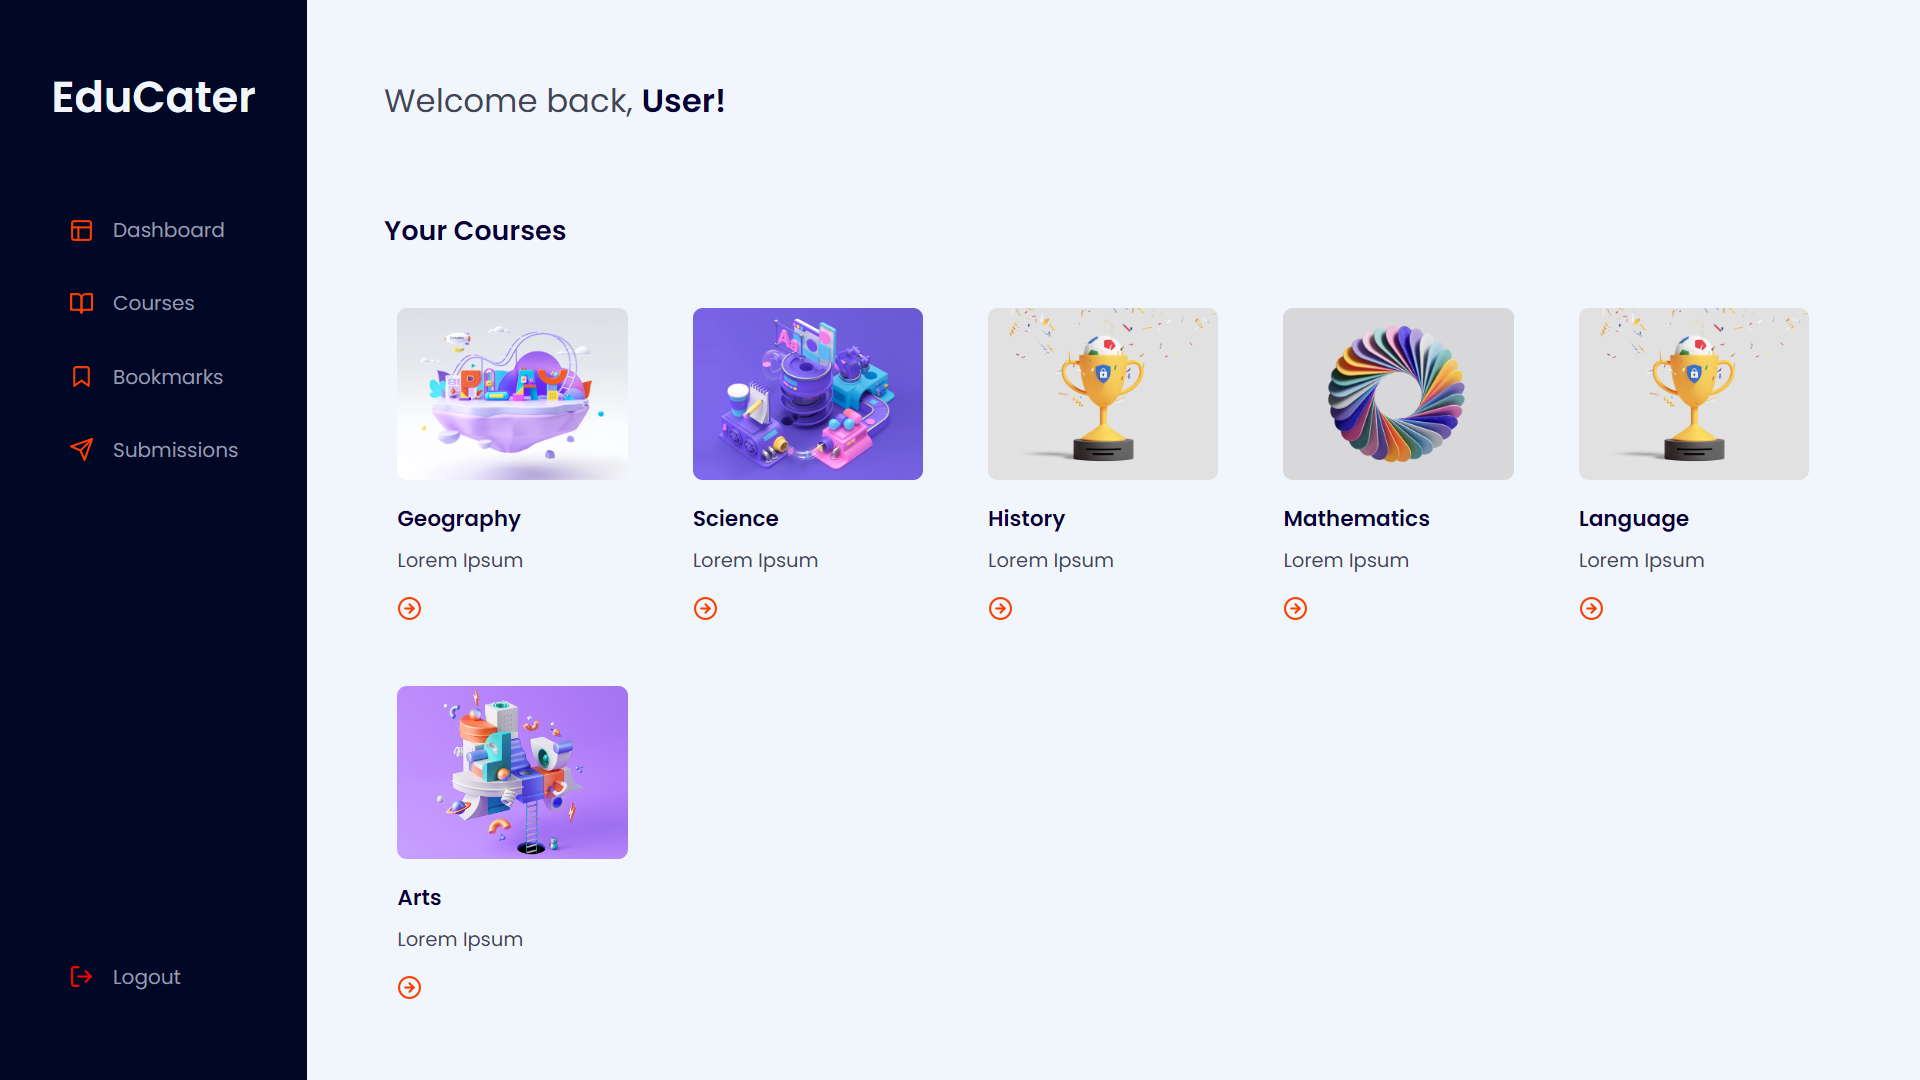 EduCater
Dashboard
Courses
Bookmarks
Submissions
Logout
Welcome back, User!
Your Courses
Geography
Lorem Ipsum
Science
Lorem Ipsum
History
Lorem Ipsum
Mathematics
Lorem Ipsum
Language
Lorem Ipsum
Arts
Lorem Ipsum